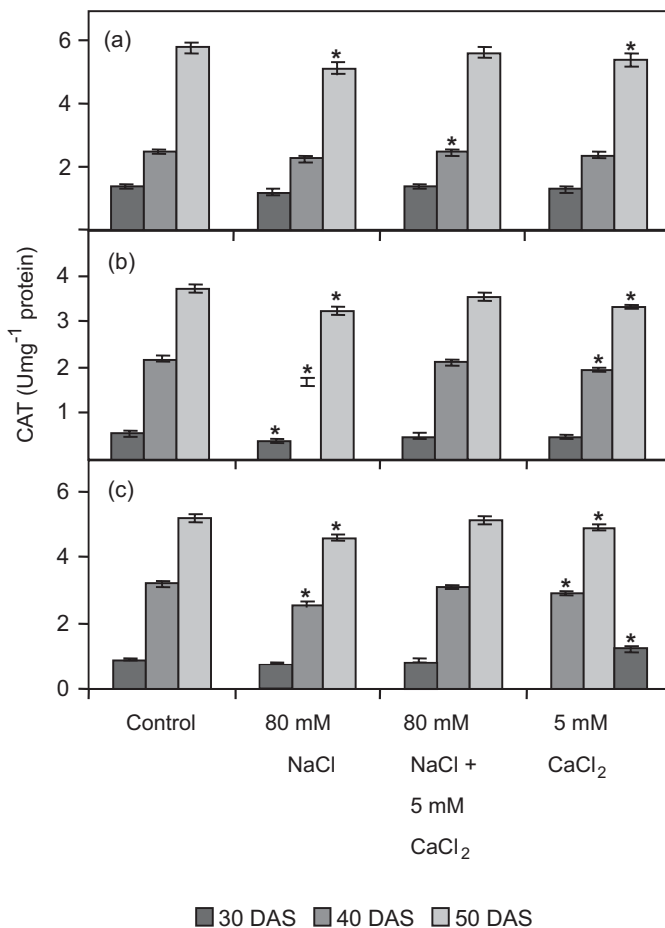 (a)
6
4
2
(b)
4
3
2
1
(c)
6
4
2
0
CAT (Umg⁻¹ protein)
* *
*
* *
* *
*
* *
* *
*
Control 80 mM 80 mM 5 mM
NaCl NaCl + CaCl₂
5 mM
CaCl₂
30 DAS 40 DAS 50 DAS